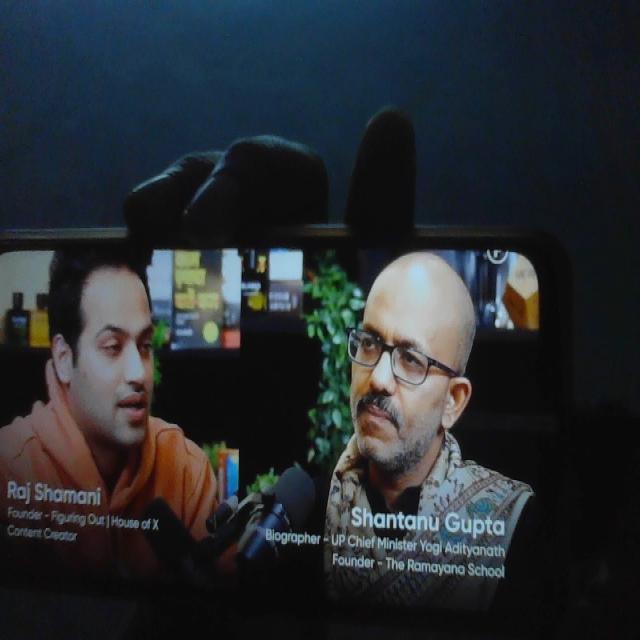 Raj Shamani
Founder - Figuring Out | House of X
Content Creator
Shantanu Gupta
Biographer - UP Chief Minister Yogi Adityanath
Founder - The Ramayana School